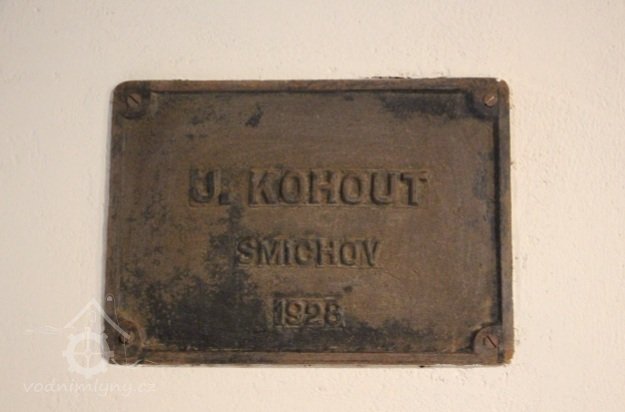 J. KOHOUT
SMICHOV
1928
vodnimlyny.cz